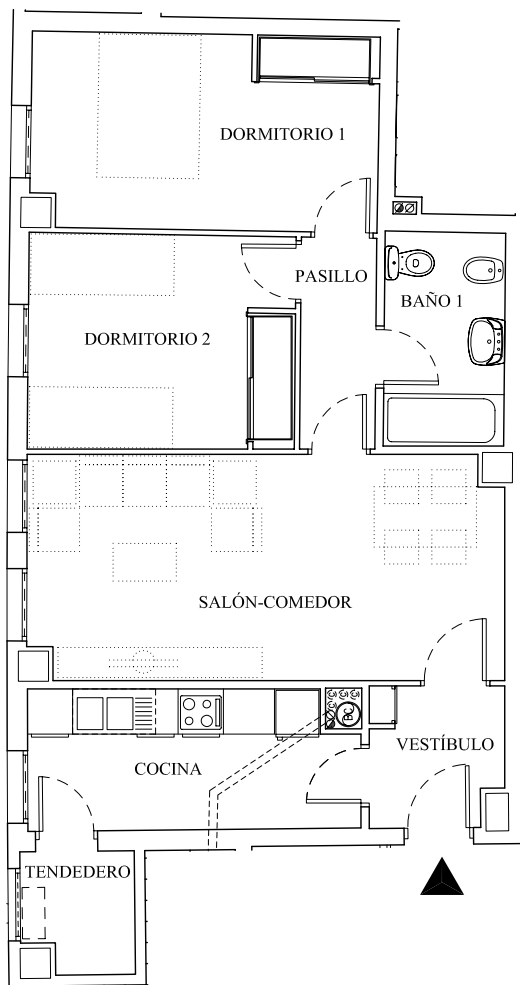 DORMITORIO 1
PASILLO
BAÑO 1
DORMITORIO 2
SALÓN-COMEDOR
VESTÍBULO
COCINA
TENDEDERO
BC